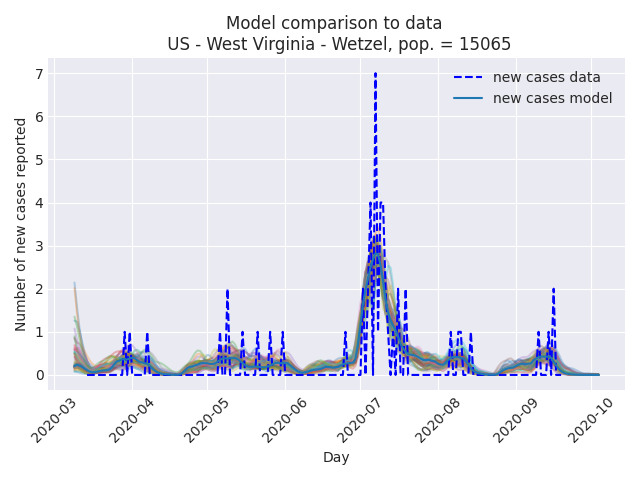 Model comparison to data
US - West Virginia - Wetzel, pop. = 15065
new cases data
new cases model
Number of new cases reported
7
6
5
4
3
2
1
0
2020-03
2020-04
2020-05
2020-06
2020-07
2020-08
2020-09
2020-10
Day